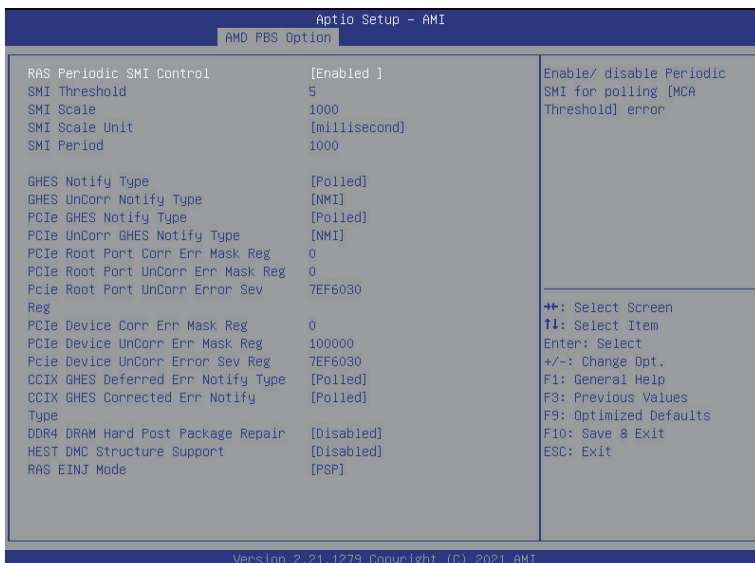 Aptio Setup – AMI
AMD PBS Option
RAS Periodic SMI Control [Enabled ]
SMI Threshold 5
SMI Scale 1000
SMI Scale Unit [millisecond]
SMI Period 1000
GHES Notify Type [Polled]
GHES UnCorr Notify Type [NMI]
PCIe GHES Notify Type [Polled]
PCIe UnCorr GHES Notify Type [NMI]
PCIe Root Port Corr Err Mask Reg 0
PCIe Root Port UnCorr Err Mask Reg 0
Pcie Root Port UnCorr Error Sev 7EF6030
Reg
PCIe Device Corr Err Mask Reg 0
PCIe Device UnCorr Err Mask Reg 100000
Pcie Device UnCorr Error Sev Reg 7EF6030
CCIX GHES Deferred Err Notify Type [Polled]
CCIX GHES Corrected Err Notify [Polled]
Type
DDR4 DRAM Hard Post Package Repair [Disabled]
HEST DMC Structure Support [Disabled]
RAS EINJ Mode [PSP]
Enable/ disable Periodic
SMI for polling [MCA
Threshold] error
→←: Select Screen
↑↓: Select Item
Enter: Select
+/-: Change Opt.
F1: General Help
F3: Previous Values
F9: Optimized Defaults
F10: Save & Exit
ESC: Exit
Version 2.21.1279 Copyright (C) 2021 AMI